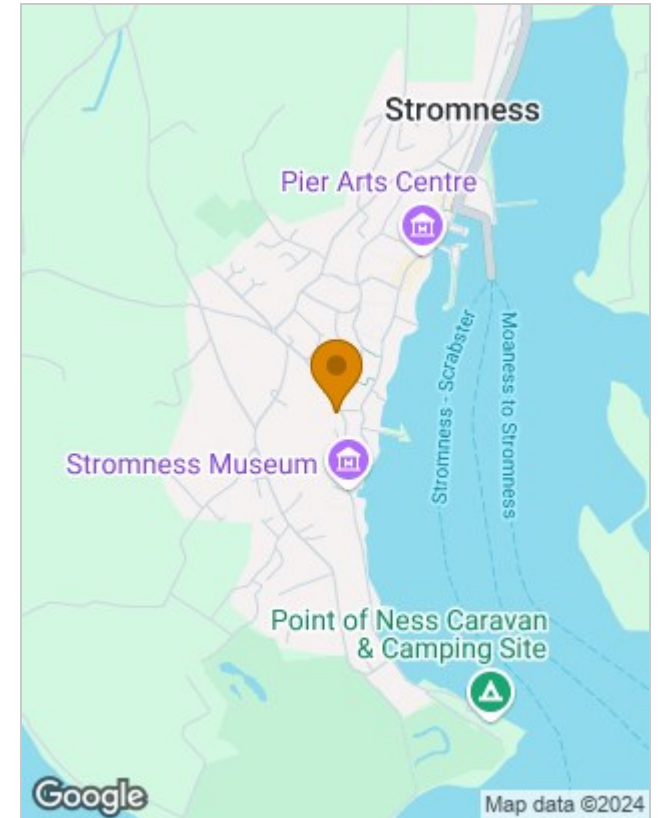 Stromness
Pier Arts Centre
Stromness - Scrabster
Moaness to Stromness -
Stromness Museum
Point of Ness Caravan
& Camping Site
Google
Map data ©2024